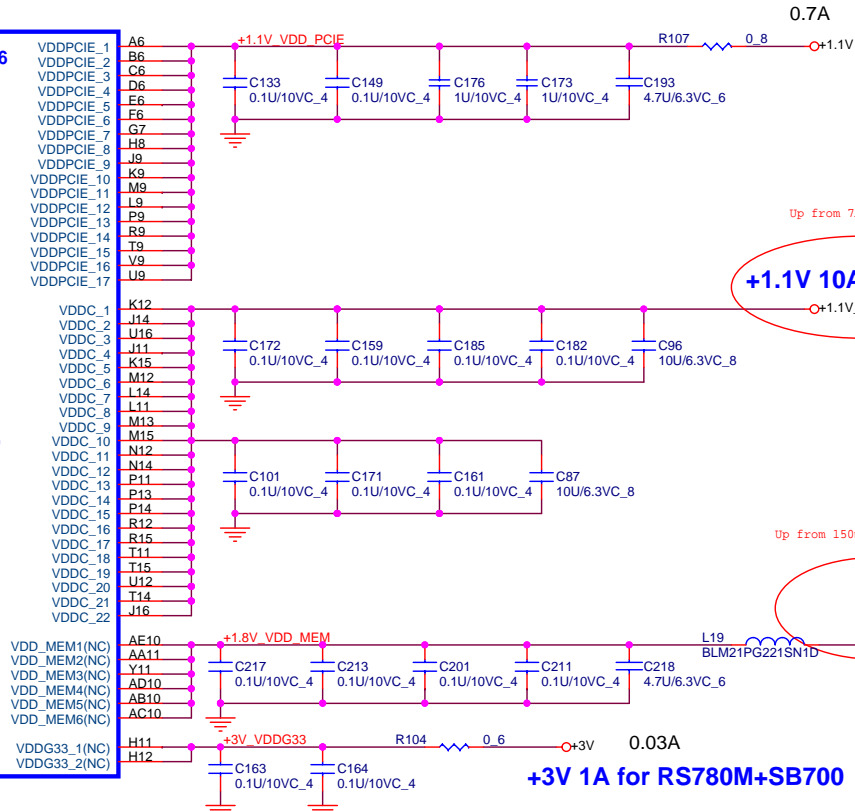 0.7A
6
VDDPCIE_1 A6 +1.1V_VDD_PCIE R107 0_8 +1.1V
VDDPCIE_2 B6
VDDPCIE_3 C6
VDDPCIE_4 D6
VDDPCIE_5 E6
VDDPCIE_6 F6
VDDPCIE_7 G7
VDDPCIE_8 H8
VDDPCIE_9 J9
VDDPCIE_10 K9
VDDPCIE_11 M9
VDDPCIE_12 L9
VDDPCIE_13 P9
VDDPCIE_14 R9
VDDPCIE_15 T9
VDDPCIE_16 V9
VDDPCIE_17 U9
C133 C149 C176 C173 C193
0.1U/10VC_4 0.1U/10VC_4 1U/10VC_4 1U/10VC_4 4.7U/6.3VC_6
Up from 7
+1.1V 10A
+1.1V_
VDDC_1 K12
VDDC_2 J14
VDDC_3 U16
VDDC_4 J11
VDDC_5 K15
VDDC_6 M12
VDDC_7 L14
VDDC_8 L11
VDDC_9 M13
VDDC_10 M15
VDDC_11 N12
VDDC_12 N14
VDDC_13 P11
VDDC_14 P13
VDDC_15 P14
VDDC_16 R12
VDDC_17 R15
VDDC_18 T11
VDDC_19 T15
VDDC_20 U12
VDDC_21 T14
VDDC_22 J16
C172 C159 C185 C182 C96
0.1U/10VC_4 0.1U/10VC_4 0.1U/10VC_4 0.1U/10VC_4 10U/6.3VC_8
C101 C171 C161 C87
0.1U/10VC_4 0.1U/10VC_4 0.1U/10VC_4 10U/6.3VC_8
Up from 150
VDD_MEM1(NC) AE10 +1.8V_VDD_MEM L19
BLM21PG221SN1D
VDD_MEM2(NC) AA11
VDD_MEM3(NC) Y11
VDD_MEM4(NC) AD10
VDD_MEM5(NC) AB10
VDD_MEM6(NC) AC10
C217 C213 C201 C211 C218
0.1U/10VC_4 0.1U/10VC_4 0.1U/10VC_4 0.1U/10VC_4 4.7U/6.3VC_6
VDDG33_1(NC) H11 +3V_VDDG33 R104 0_6 +3V 0.03A
VDDG33_2(NC) H12
C163 C164
0.1U/10VC_4 0.1U/10VC_4
+3V 1A for RS780M+SB700